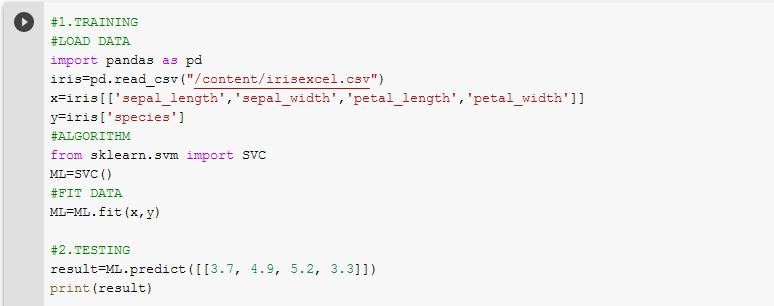 #1.TRAINING
#LOAD DATA
import pandas as pd
iris=pd.read_csv("/content/irisexcel.csv")
x=iris[['sepal_length','sepal_width','petal_length','petal_width']]
y=iris['species']
#ALGORITHM
from sklearn.svm import SVC
ML=SVC()
#FIT DATA
ML=ML.fit(x,y)

#2.TESTING
result=ML.predict([[3.7, 4.9, 5.2, 3.3]])
print(result)